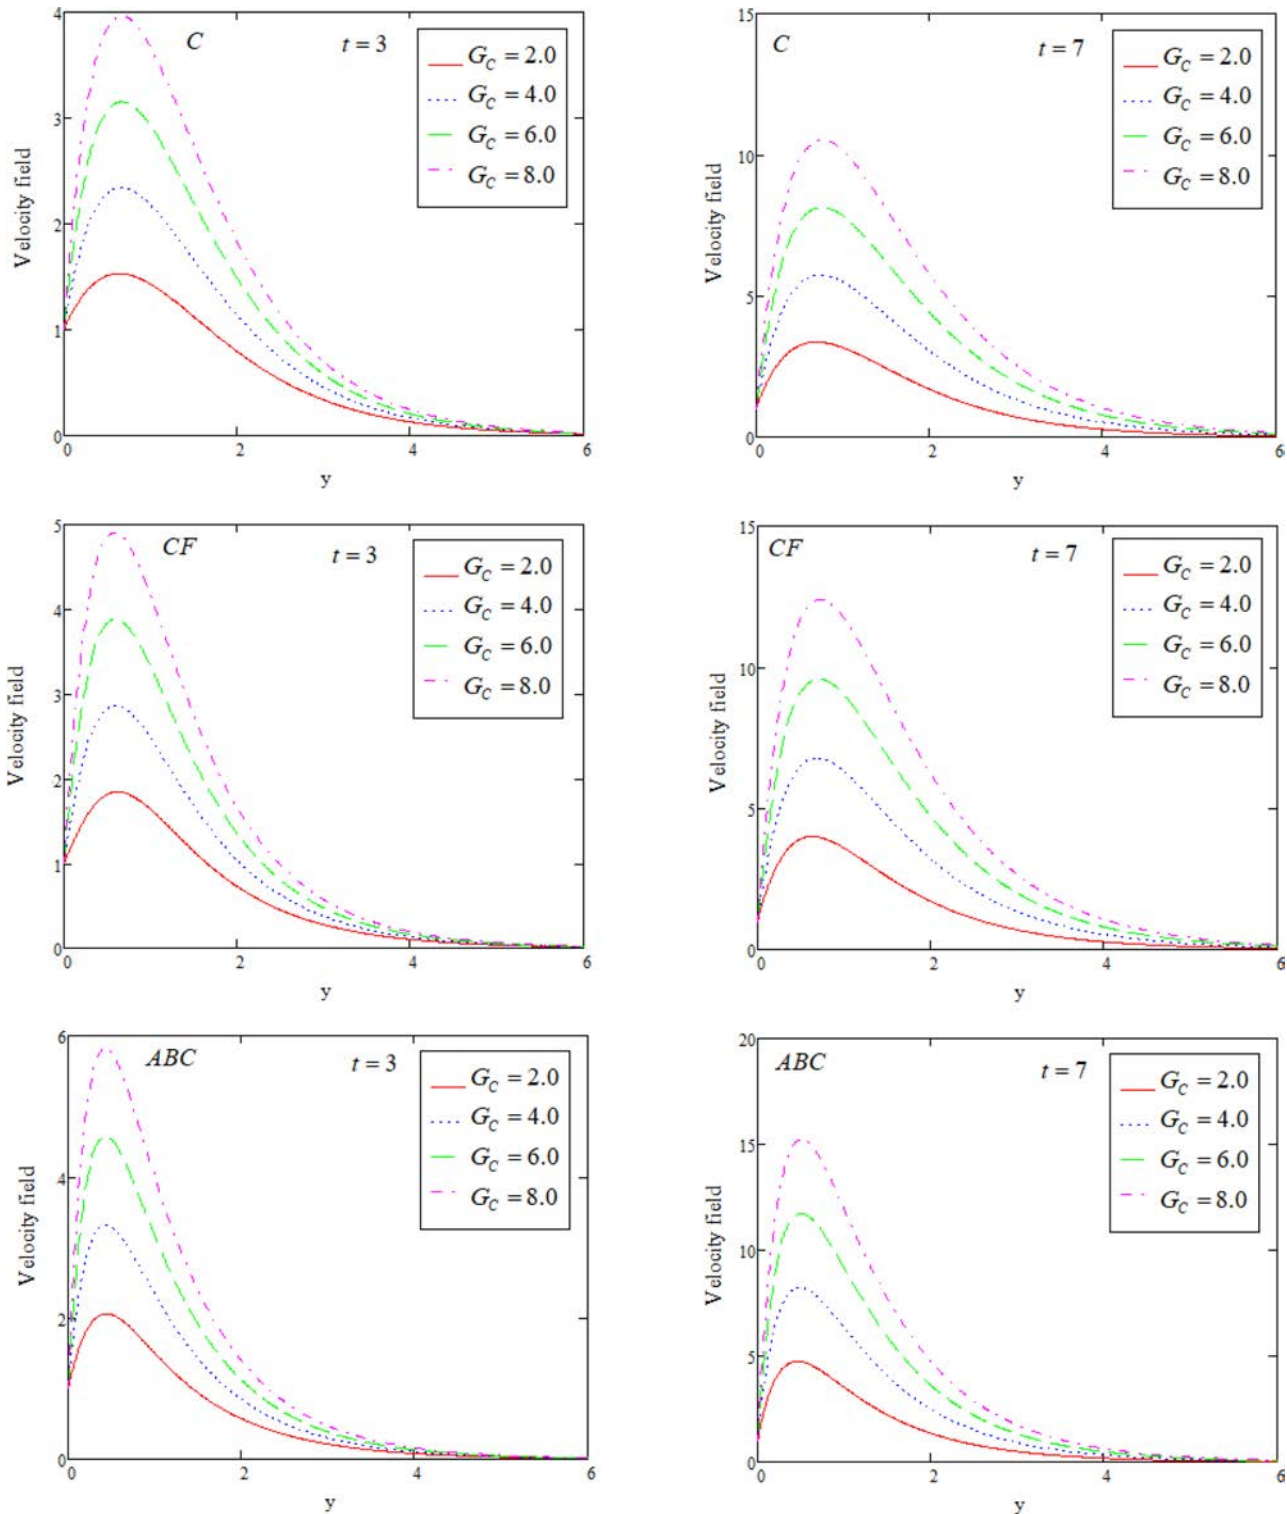 4
C
t = 3
G_C = 2.0
G_C = 4.0
G_C = 6.0
G_C = 8.0
3
2
1
0
Velocity field
0
2
4
6
y
15
C
t = 7
G_C = 2.0
G_C = 4.0
G_C = 6.0
G_C = 8.0
10
5
0
Velocity field
0
2
4
6
y
5
CF
t = 3
G_C = 2.0
G_C = 4.0
G_C = 6.0
G_C = 8.0
4
3
2
1
0
Velocity field
0
2
4
6
y
15
CF
t = 7
G_C = 2.0
G_C = 4.0
G_C = 6.0
G_C = 8.0
10
5
0
Velocity field
0
2
4
6
y
6
ABC
t = 3
G_C = 2.0
G_C = 4.0
G_C = 6.0
G_C = 8.0
4
2
0
Velocity field
0
2
4
6
y
20
ABC
t = 7
G_C = 2.0
G_C = 4.0
G_C = 6.0
G_C = 8.0
15
10
5
0
Velocity field
0
2
4
6
y